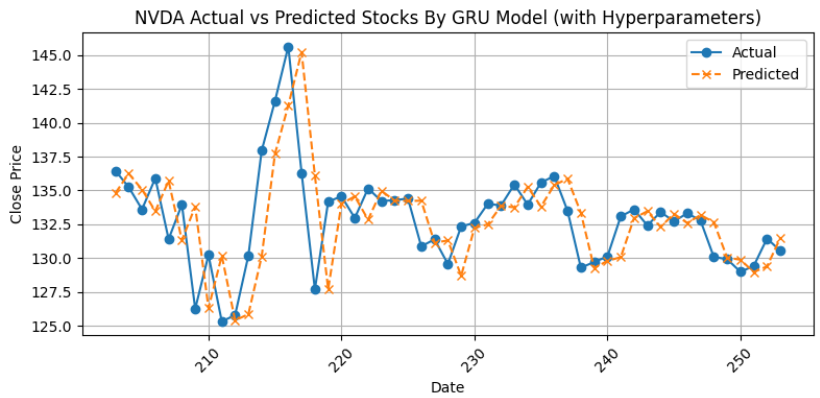 NVDA Actual vs Predicted Stocks By GRU Model (with Hyperparameters)
Actual
Predicted
Close Price
145.0
142.5
140.0
137.5
135.0
132.5
130.0
127.5
125.0
210
220
230
240
250
Date